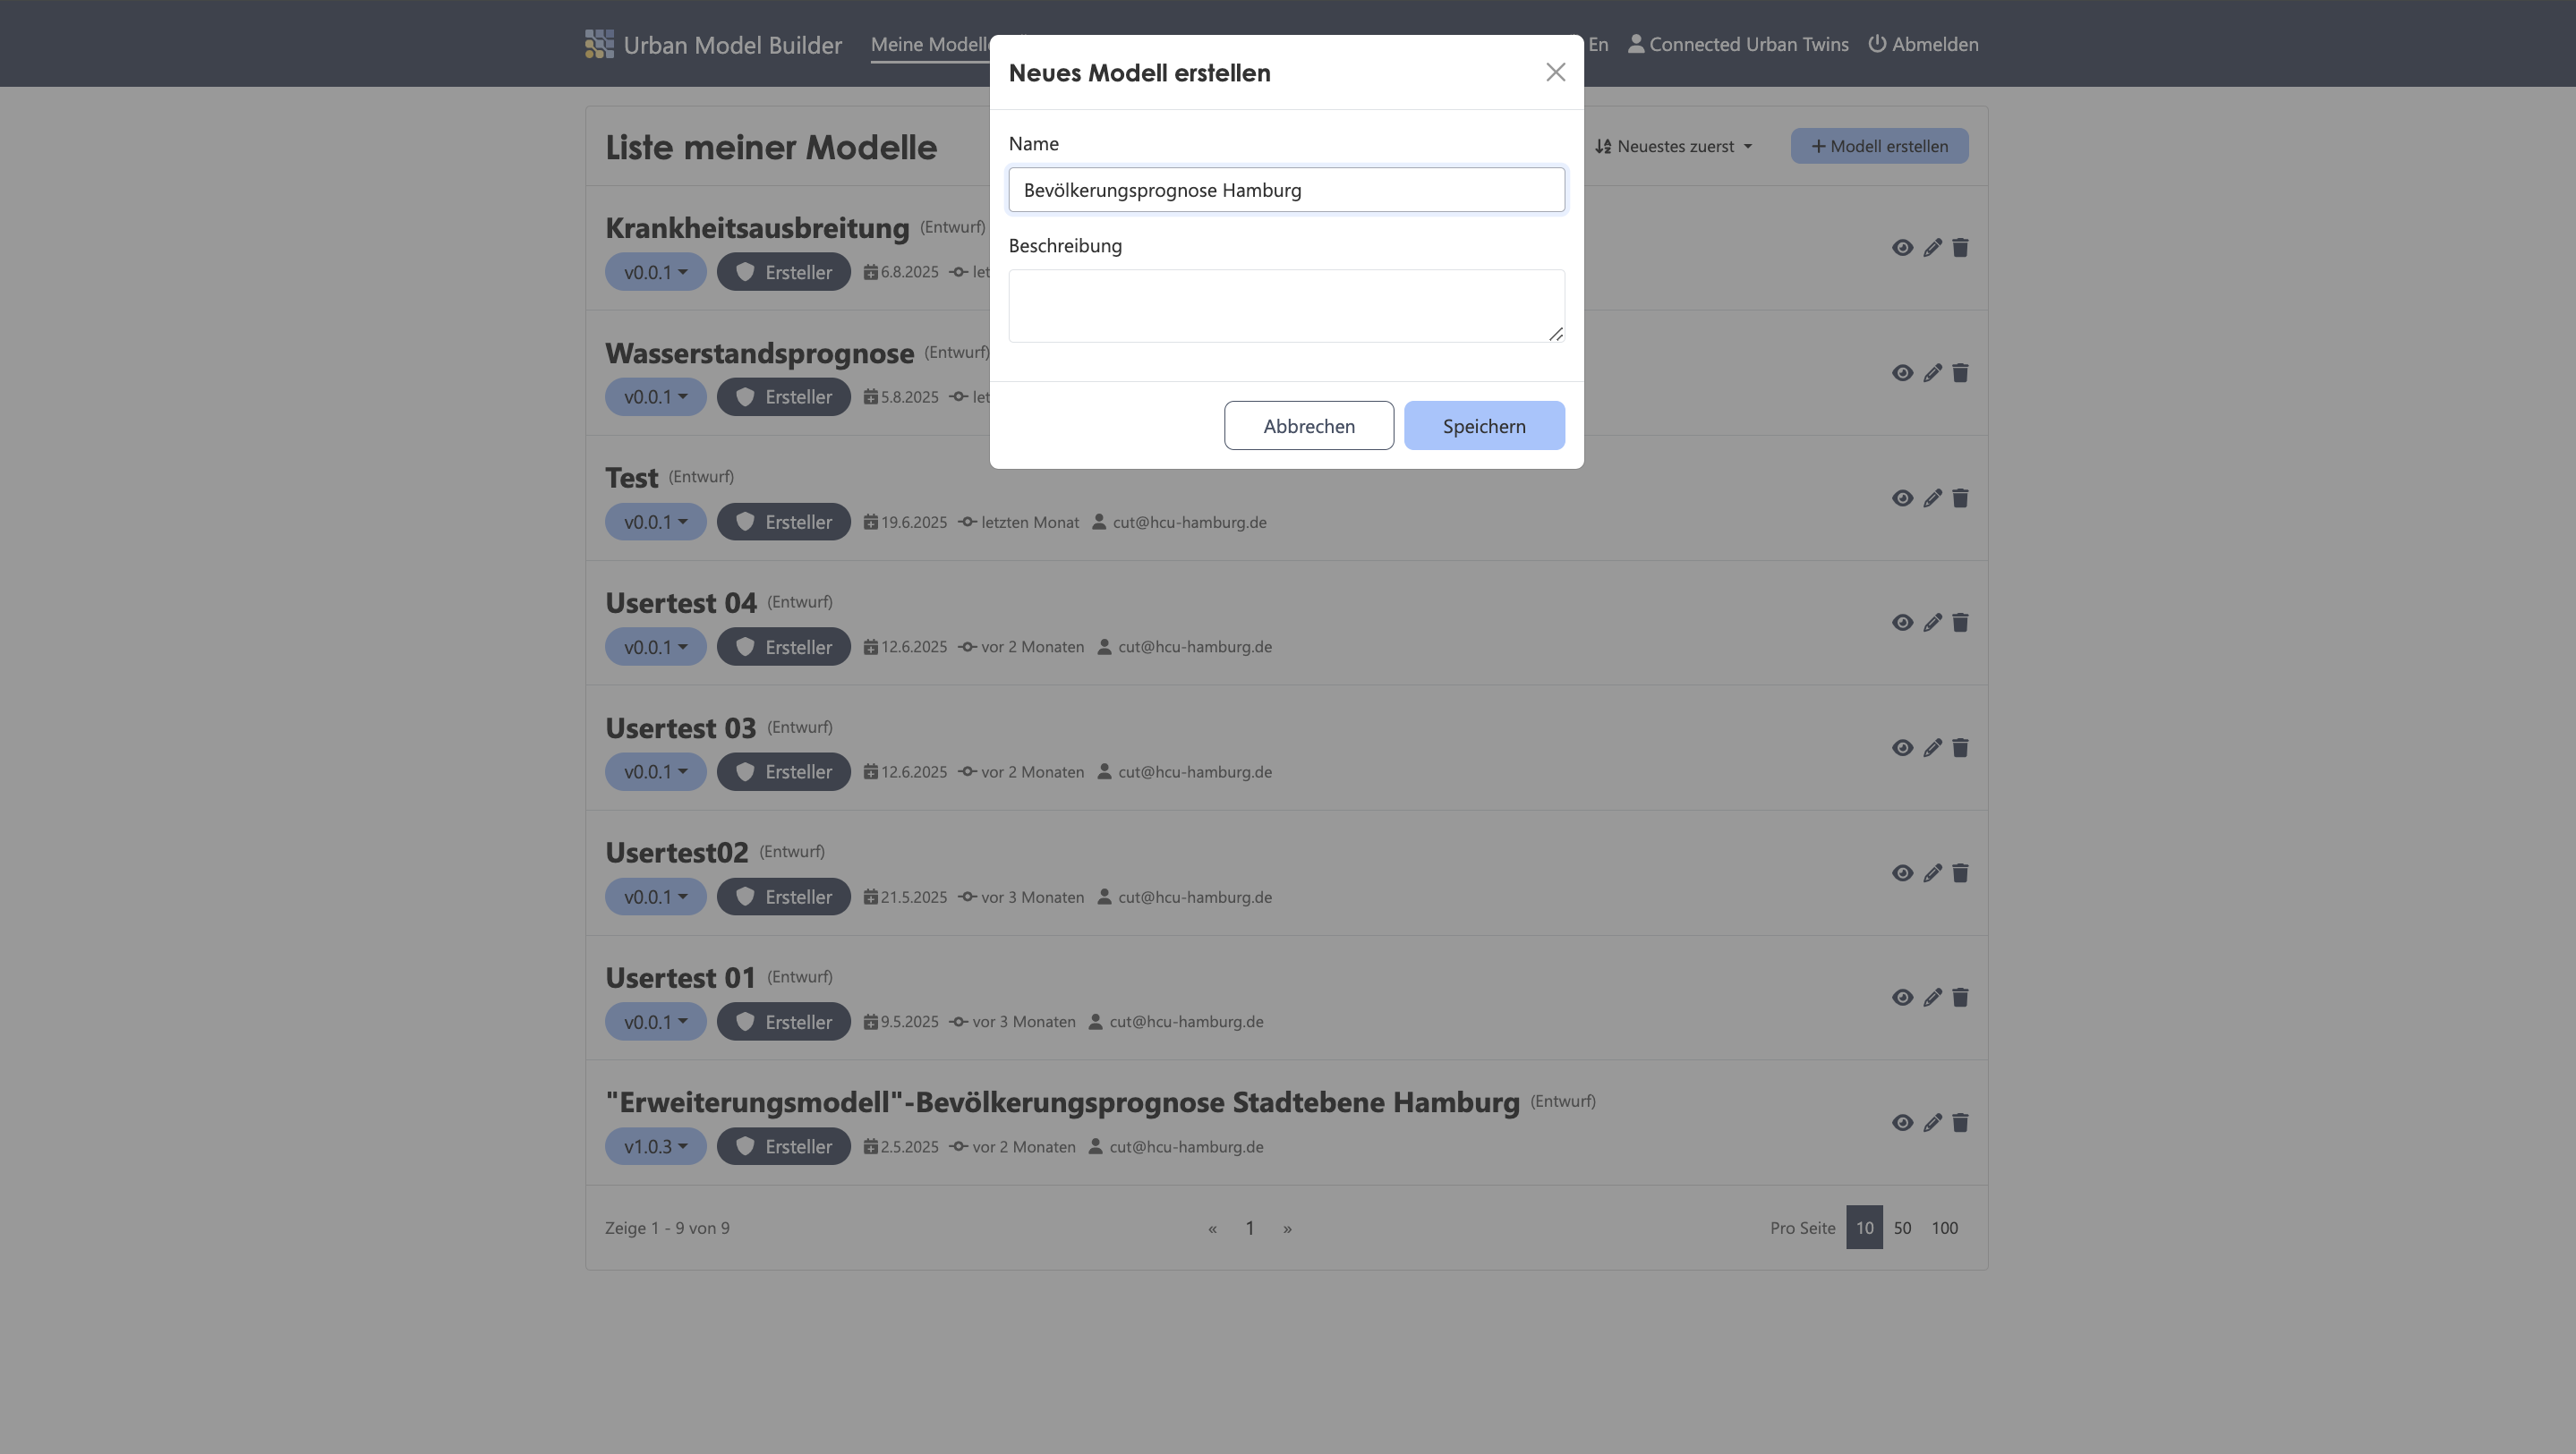 Urban Model Builder Meine Modelle En Connected Urban Twins Abmelden
Neues Modell erstellen
Liste meiner Modelle Neuestes zuerst Modell erstellen
Name
Bevölkerungsprognose Hamburg
Beschreibung
Abbrechen Speichern
Krankheitsausbreitung (Entwurf)
v0.0.1 Ersteller 6.8.2025
Wasserstandsprognose (Entwurf)
v0.0.1 Ersteller 5.8.2025
Test (Entwurf)
v0.0.1 Ersteller 19.6.2025 letzten Monat cut@hcu-hamburg.de
Usertest 04 (Entwurf)
v0.0.1 Ersteller 12.6.2025 vor 2 Monaten cut@hcu-hamburg.de
Usertest 03 (Entwurf)
v0.0.1 Ersteller 12.6.2025 vor 2 Monaten cut@hcu-hamburg.de
Usertest02 (Entwurf)
v0.0.1 Ersteller 21.5.2025 vor 3 Monaten cut@hcu-hamburg.de
Usertest 01 (Entwurf)
v0.0.1 Ersteller 9.5.2025 vor 3 Monaten cut@hcu-hamburg.de
"Erweiterungsmodell"-Bevölkerungsprognose Stadtebene Hamburg (Entwurf)
v1.0.3 Ersteller 2.5.2025 vor 2 Monaten cut@hcu-hamburg.de
Zeige 1 - 9 von 9 « 1 » Pro Seite 10 50 100